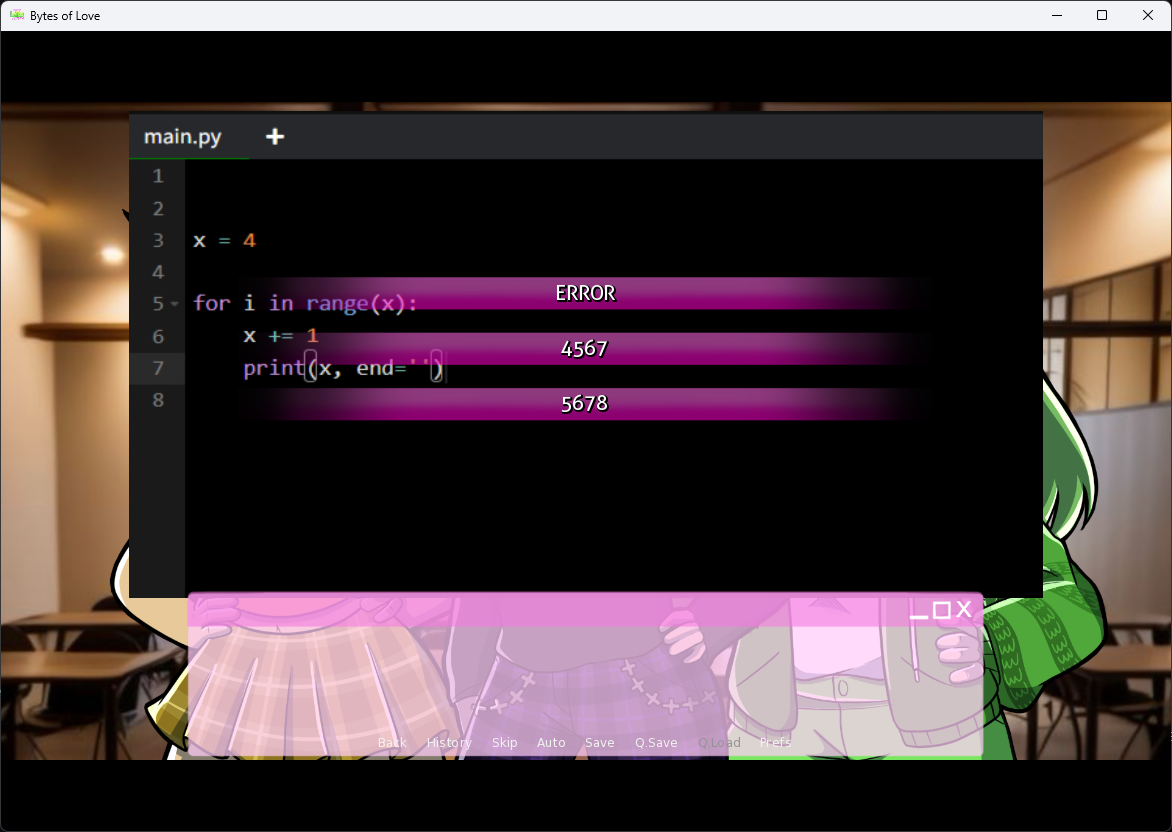 Bytes of Love
main.py +
1
2
3 x = 4
4
ERROR
5 for i in range(x):
6 x += 1
4567
7 print(x, end='')
8
5678
Back History Skip Auto Save Q.Save Q.Load Prefs